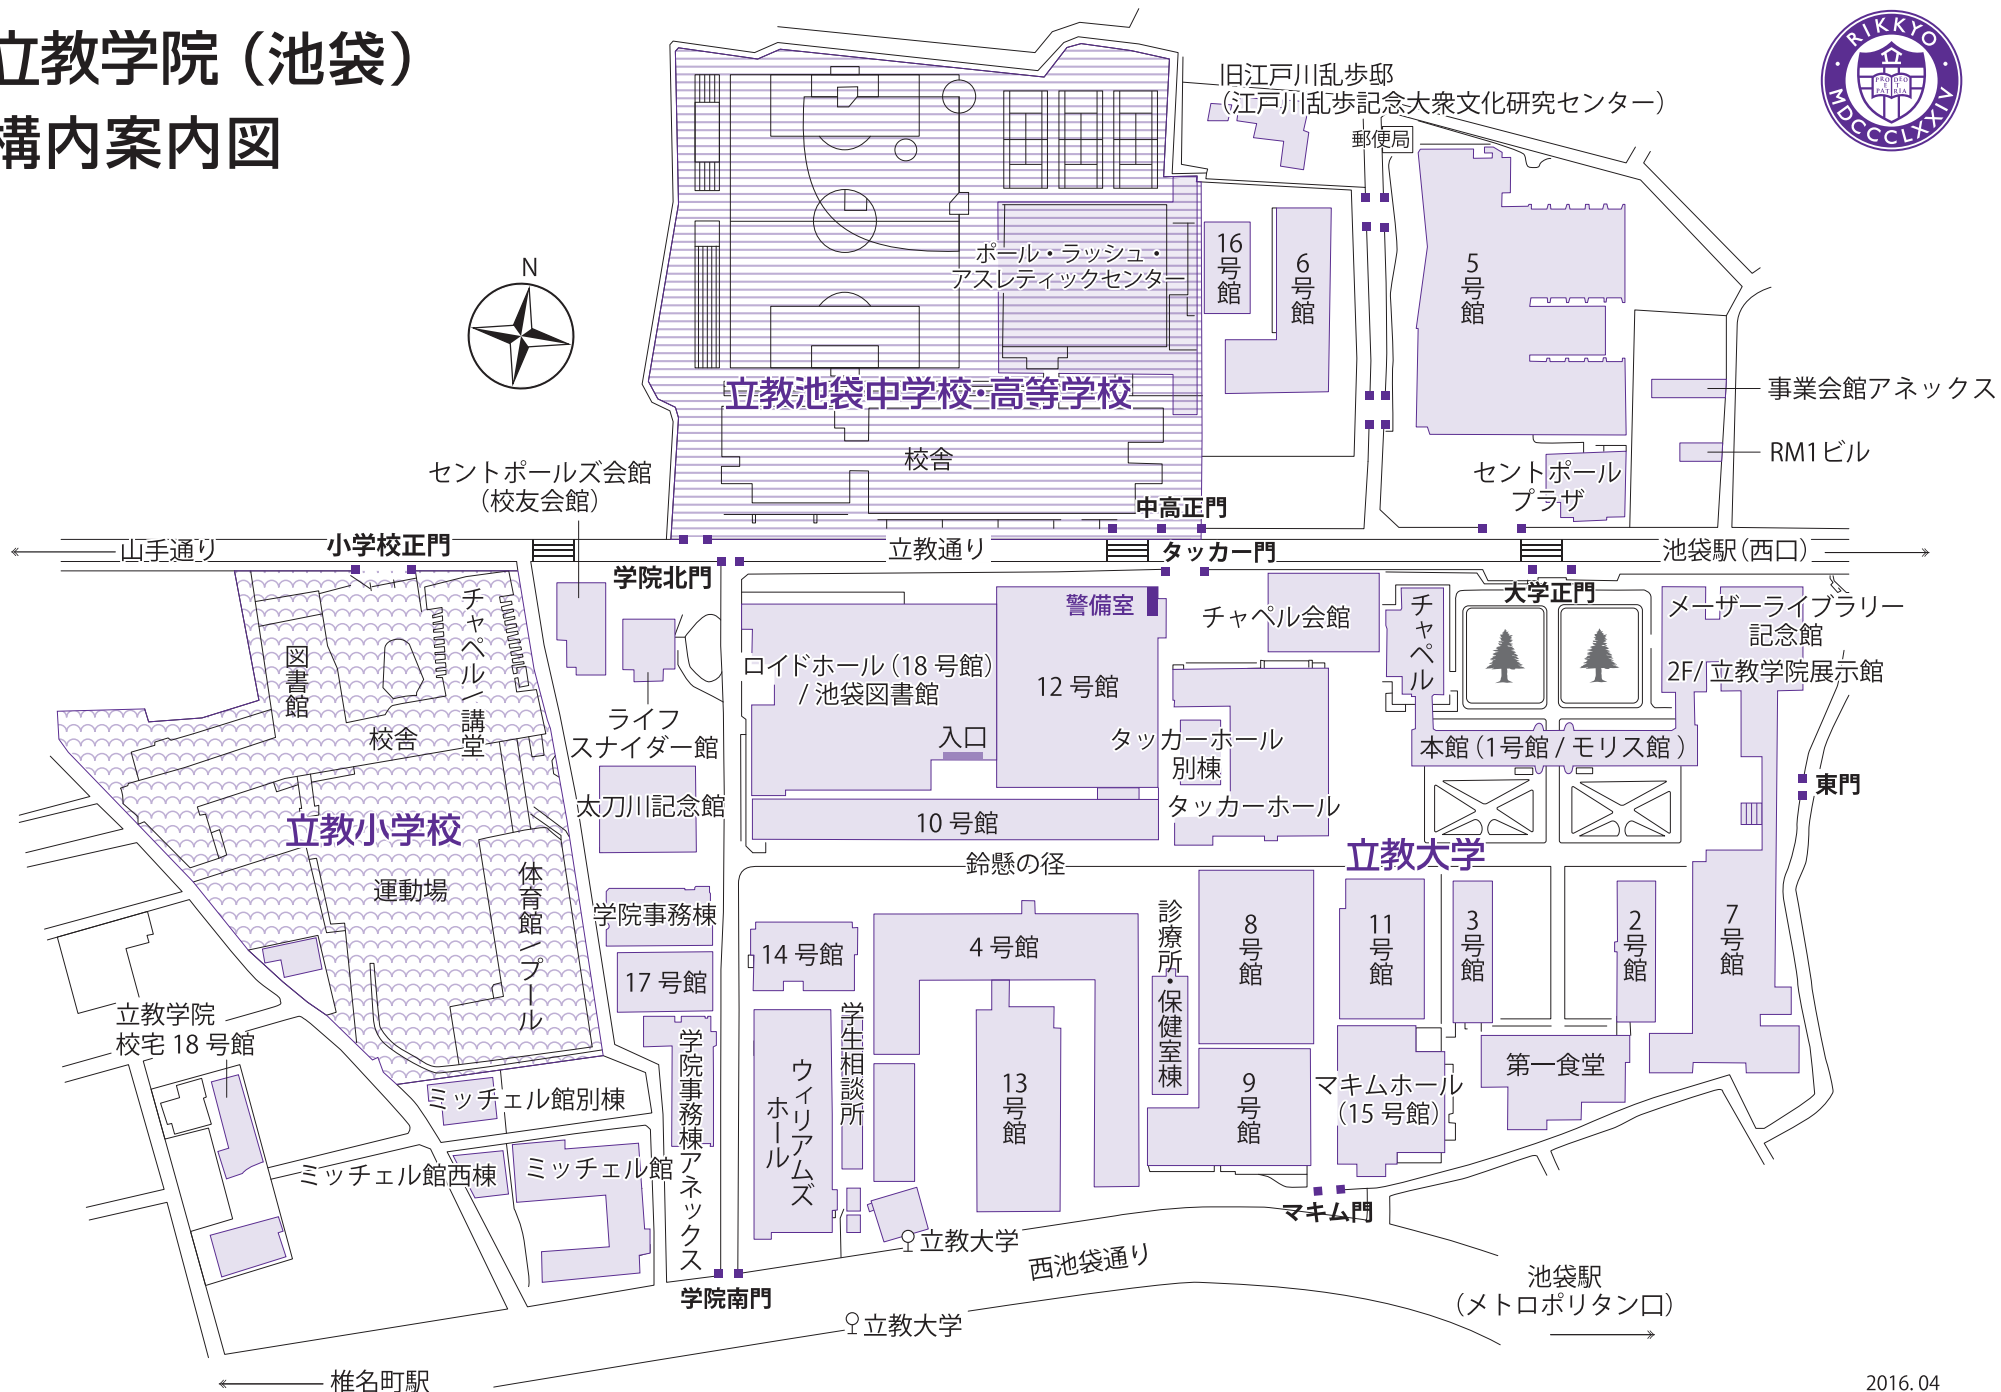 立教学院（池袋）
構内案内図
RIKKYO
MDCCCLXXIV
PRO DEO
ET
PATRIA
N
旧江戸川乱歩邸
（江戸川乱歩記念大衆文化研究センター）
郵便局
ポール・ラッシュ・
アスレティックセンター
16号館
6号館
5号館
立教池袋中学校・高等学校
校舎
事業会館アネックス
RM1ビル
セントポール
プラザ
セントポールズ会館
（校友会館）
中高正門
山手通り
小学校正門
立教通り
タッカー門
池袋駅（西口）
学院北門
大学正門
警備室
チャペル会館
チャペル
メーザーライブラリー
記念館
2F/ 立教学院展示館
図書館
チャペル/講堂
校舎
ロイドホール（18 号館）
/ 池袋図書館
12 号館
入口
ライフ
スナイダー館
タッカーホール
別棟
タッカーホール
本館（1号館 / モリス館）
東門
太刀川記念館
10 号館
立教小学校
鈴懸の径
立教大学
運動場
体育館/プール
学院事務棟
17 号館
14 号館
4 号館
診療所・保健室棟
8号館
11号館
3号館
2号館
7号館
立教学院
校宅 18 号館
学院事務棟アネックス
ウィリアムズ
ホール
学生相談所
13号館
9号館
マキムホール
（15 号館）
第一食堂
ミッチェル館別棟
ミッチェル館西棟
ミッチェル館
マキム門
立教大学
西池袋通り
学院南門
立教大学
池袋駅
（メトロポリタン口）
椎名町駅
2016. 04